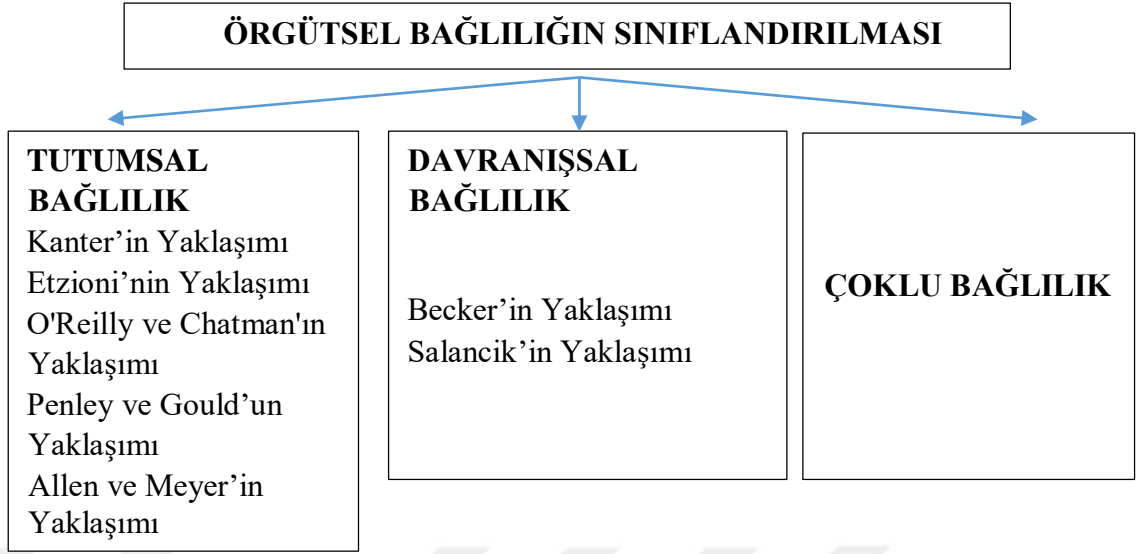 ÖRGÜTSEL BAĞLILIĞIN SINIFLANDIRILMASI
TUTUMSAL
BAĞLILIK
Kanter’in Yaklaşımı
Etzioni’nin Yaklaşımı
O'Reilly ve Chatman'ın
Yaklaşımı
Penley ve Gould’un
Yaklaşımı
Allen ve Meyer’in
Yaklaşımı
DAVRANIŞSAL
BAĞLILIK
Becker’in Yaklaşımı
Salancik’in Yaklaşımı
ÇOKLU BAĞLILIK